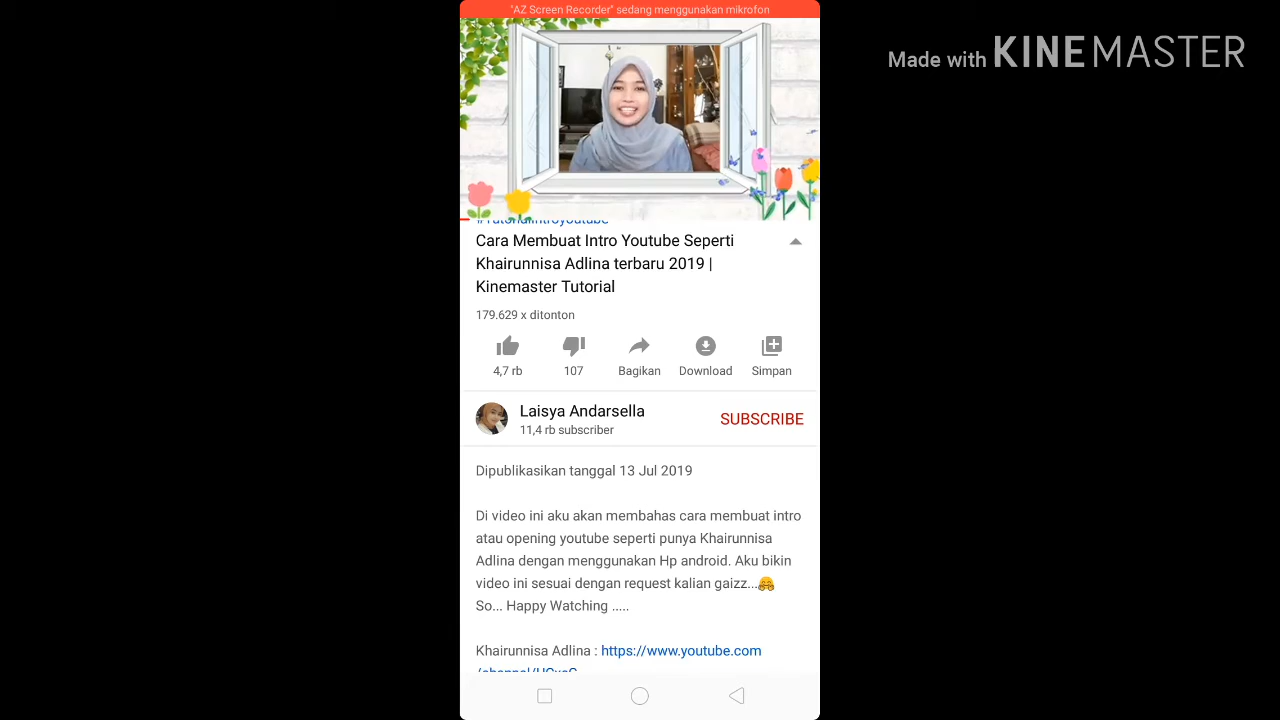 "AZ Screen Recorder" sedang menggunakan mikrofon
Made with KINEMASTER
#Tutorialintroyoutube
Cara Membuat Intro Youtube Seperti
Khairunnisa Adlina terbaru 2019 |
Kinemaster Tutorial
179.629 x ditonton
4,7 rb
107
Bagikan
Download
Simpan
Laisya Andarsella
SUBSCRIBE
11,4 rb subscriber
Dipublikasikan tanggal 13 Jul 2019
Di video ini aku akan membahas cara membuat intro
atau opening youtube seperti punya Khairunnisa
Adlina dengan menggunakan Hp android. Aku bikin
video ini sesuai dengan request kalian gaizz...🤗
So... Happy Watching .....
Khairunnisa Adlina : https://www.youtube.com